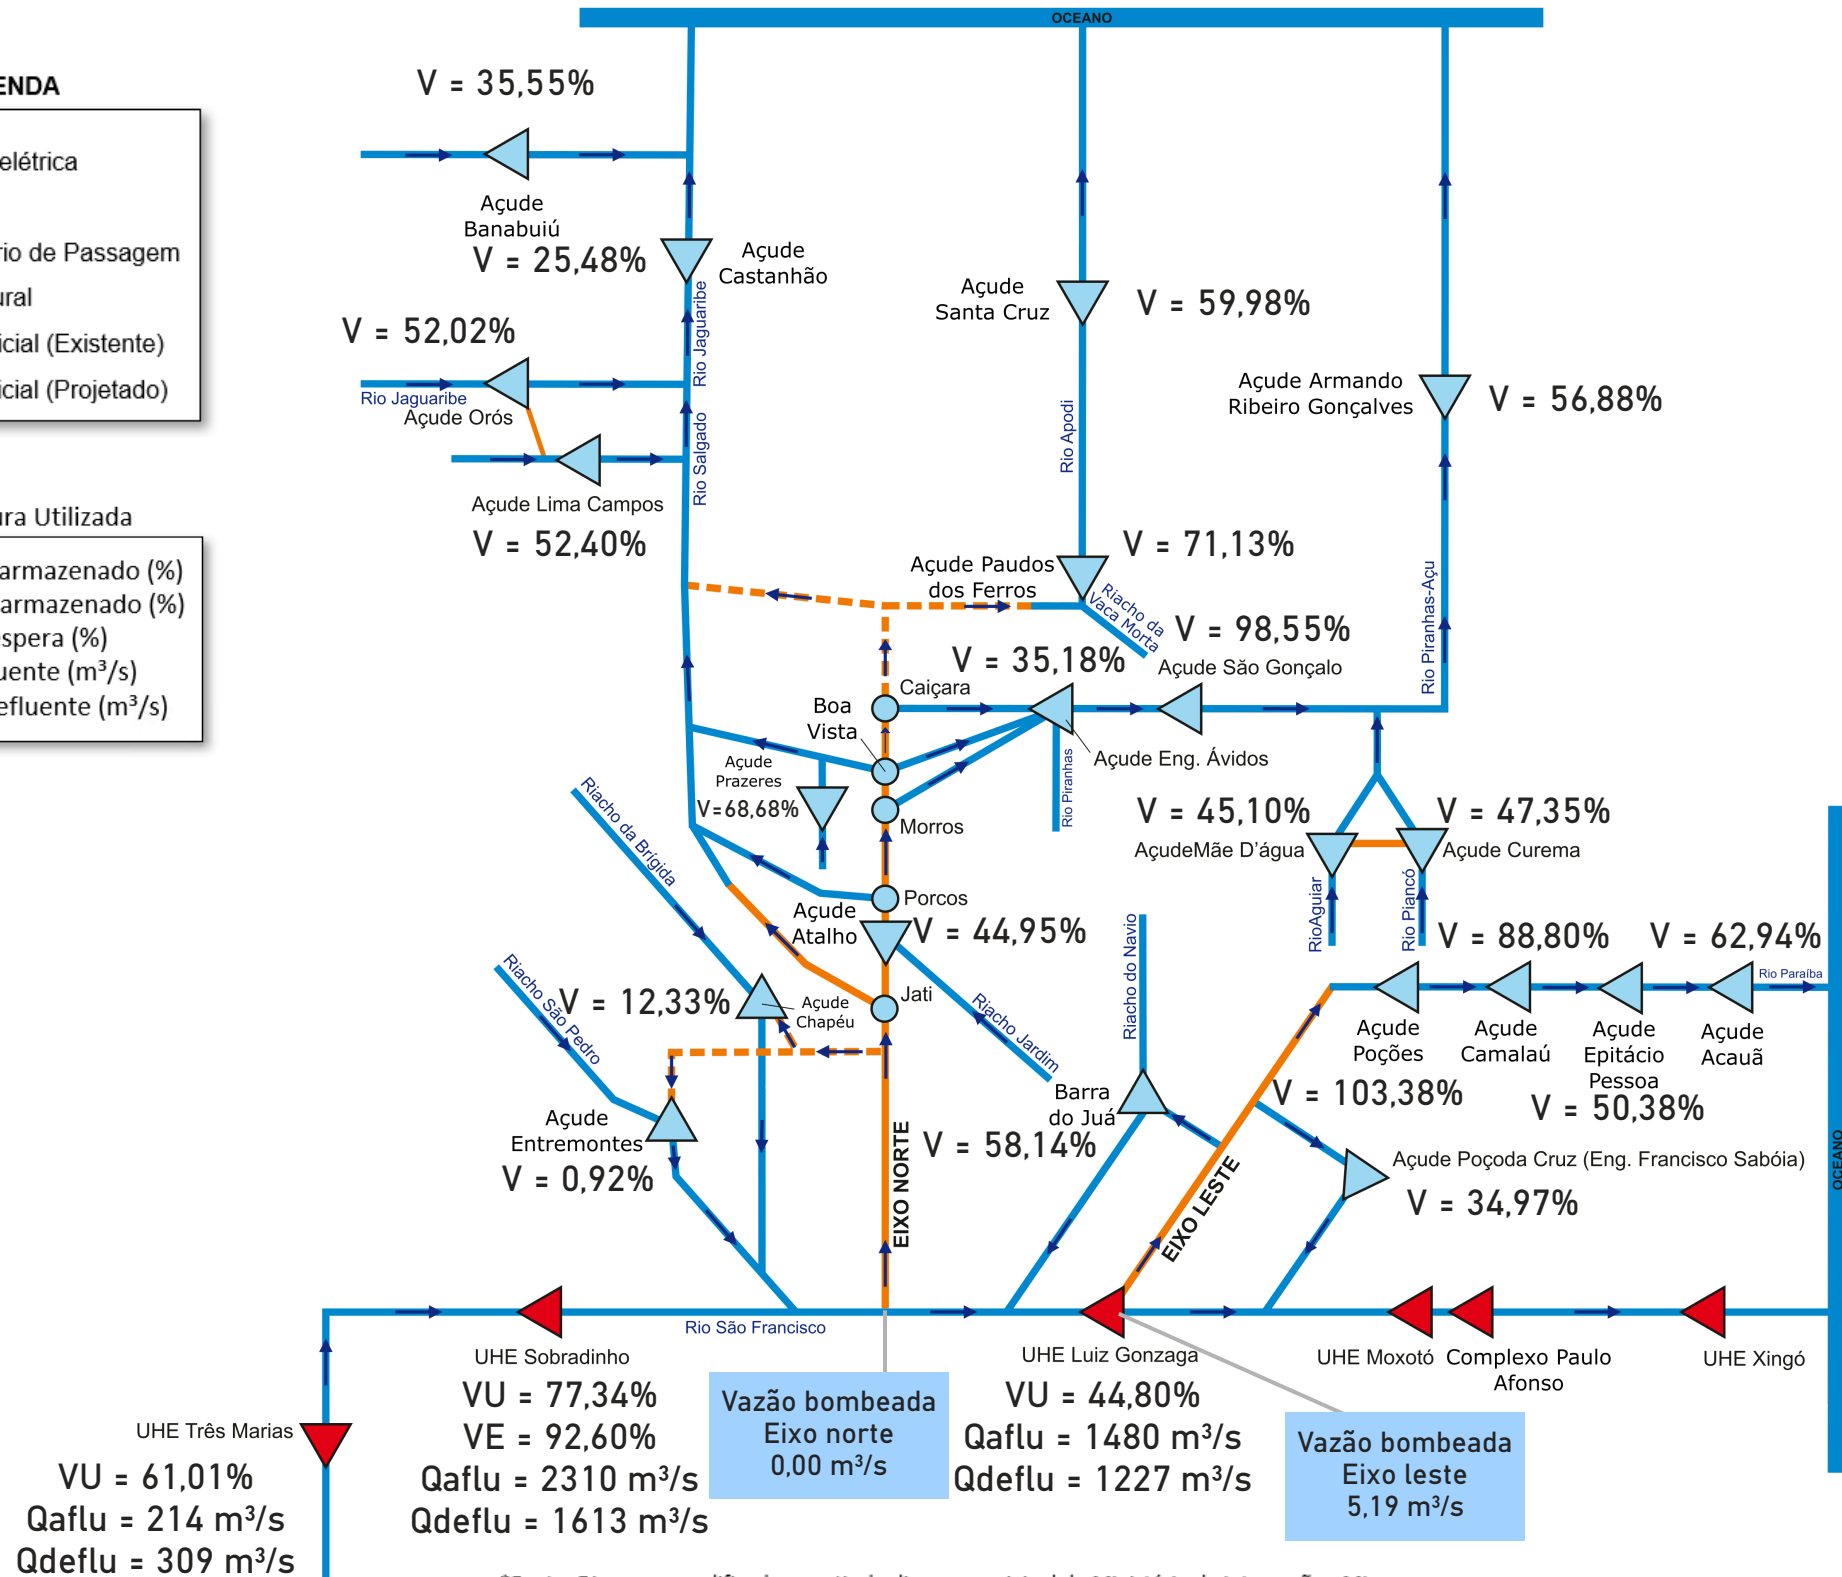 OCEANO
ENDA
elétrica
rio de Passagem
ural
icial (Existente)
icial (Projetado)
ura Utilizada
armazenado (%)
armazenado (%)
espera (%)
uente (m³/s)
efluente (m³/s)
V = 35,55%
Açude
Banabuiú
V = 25,48%
Açude
Castanhão
V = 52,02%
Rio Jaguaribe
Açude Orós
Rio Jaguaribe
Rio Salgado
Açude Lima Campos
V = 52,40%
Açude
Santa Cruz
V = 59,98%
Rio Apodi
Açude Armando
Ribeiro Gonçalves
V = 56,88%
Rio Piranhas-Açu
Açude Paudos
dos Ferros
V = 71,13%
Riacho da
Vaca Morta
V = 98,55%
Açude São Gonçalo
V = 35,18%
Caiçara
Boa
Vista
Açude Eng. Ávidos
Rio Piranhas
Açude
Prazeres
V=68,68%
Morros
Porcos
Riacho da Brígida
Açude
Atalho
V = 44,95%
Jati
Riacho Jardim
Riacho São Pedro
V = 12,33%
Açude
Chapéu
Açude
Entremontes
V = 0,92%
EIXO NORTE
V = 45,10%
AçudeMãe D'água
V = 47,35%
Açude Curema
RioAguiar
Rio Piancó
V = 88,80%
V = 62,94%
Rio Paraíba
Açude
Poções
Açude
Camalaú
Açude
Epitácio
Pessoa
Açude
Acauã
V = 103,38%
V = 50,38%
Riacho do Navio
Barra
do Juá
V = 58,14%
EIXO LESTE
Açude Poçoda Cruz (Eng. Francisco Sabóia)
V = 34,97%
OCEANO
Rio São Francisco
UHE Sobradinho
VU = 77,34%
VE = 92,60%
Qaflu = 2310 m³/s
Qdeflu = 1613 m³/s
Vazão bombeada
Eixo norte
0,00 m³/s
UHE Luiz Gonzaga
VU = 44,80%
Qaflu = 1480 m³/s
Qdeflu = 1227 m³/s
Vazão bombeada
Eixo leste
5,19 m³/s
UHE Moxotó
Complexo Paulo
Afonso
UHE Xingó
UHE Três Marias
VU = 61,01%
Qaflu = 214 m³/s
Qdeflu = 309 m³/s